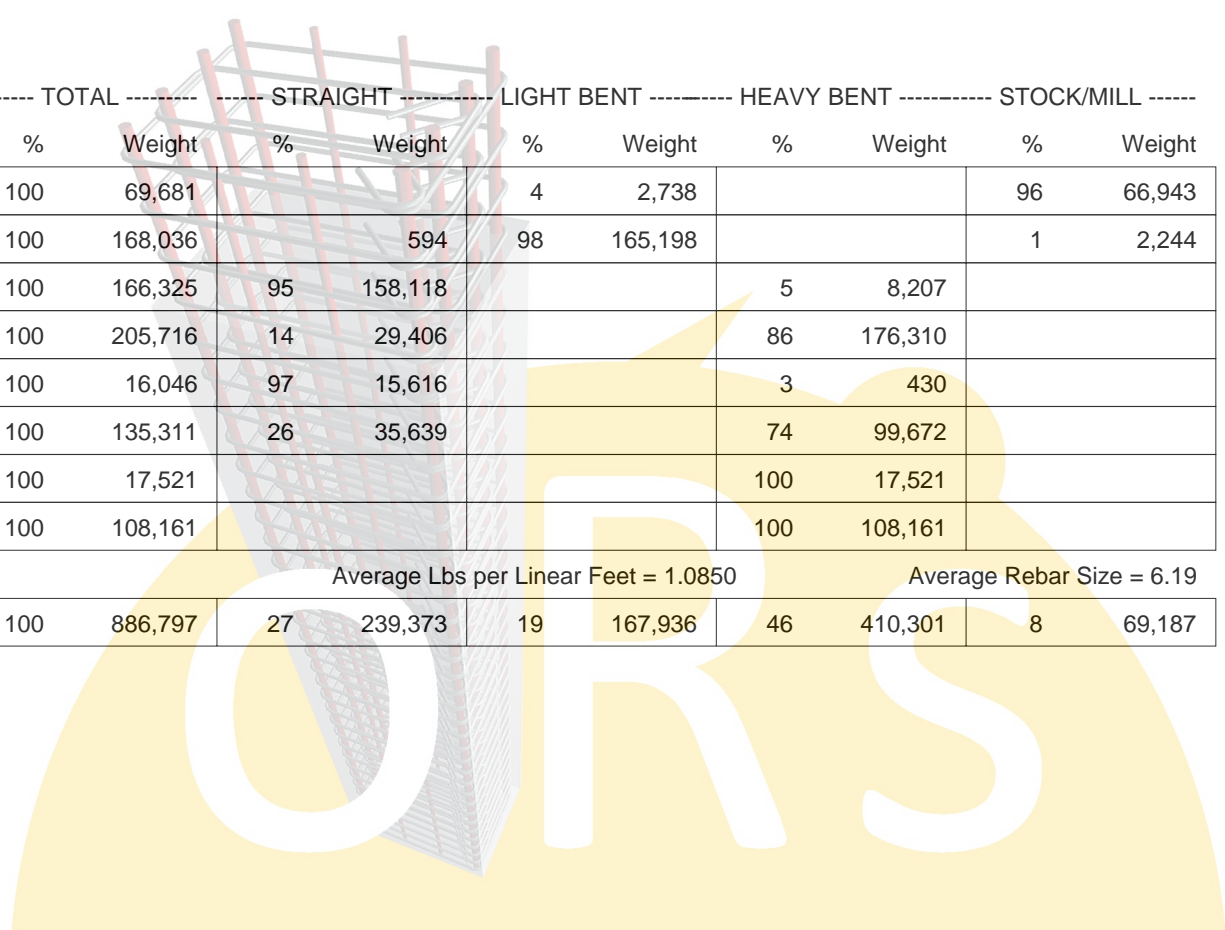 ----- TOTAL --------- ------ STRAIGHT ------------ LIGHT BENT ------------ HEAVY BENT ------------- STOCK/MILL ------
% Weight % Weight % Weight % Weight % Weight
100 69,681 4 2,738 96 66,943
100 168,036 594 98 165,198 1 2,244
100 166,325 95 158,118 5 8,207
100 205,716 14 29,406 86 176,310
100 16,046 97 15,616 3 430
100 135,311 26 35,639 74 99,672
100 17,521 100 17,521
100 108,161 100 108,161
Average Lbs per Linear Feet = 1.0850 Average Rebar Size = 6.19
100 886,797 27 239,373 19 167,936 46 410,301 8 69,187
ORS